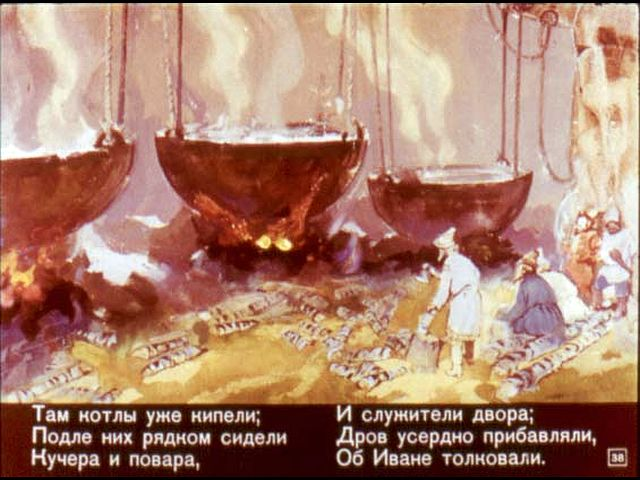 Там котлы уже кипели;
Подле них рядком сидели
Кучера и повара,
И служители двора;
Дров усердно прибавляли,
Об Иване толковали.
38